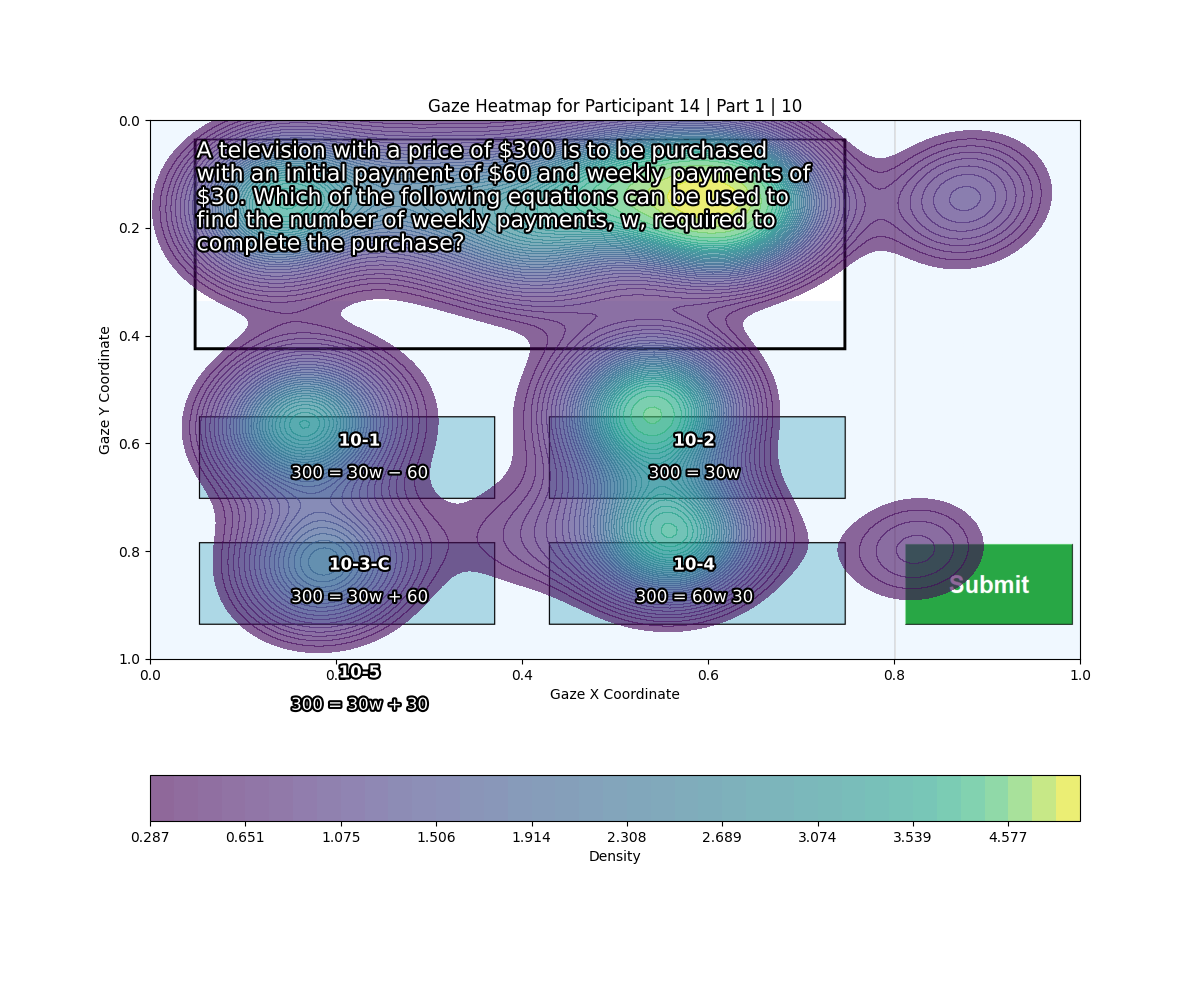 Gaze Heatmap for Participant 14 | Part 1 | 10
A television with a price of $300 is to be purchased
with an initial payment of $60 and weekly payments of
$30. Which of the following equations can be used to
find the number of weekly payments, w, required to
complete the purchase?
10-1
300 = 30w − 60
10-2
300 = 30w
10-3-C
300 = 30w + 60
10-4
300 = 60w 30
Submit
10-5
300 = 30w + 30
Gaze Y Coordinate
0.0
0.2
0.4
0.6
0.8
1.0
0.0 0.2 0.4 0.6 0.8 1.0
Gaze X Coordinate
0.287 0.651 1.075 1.506 1.914 2.308 2.689 3.074 3.539 4.577
Density